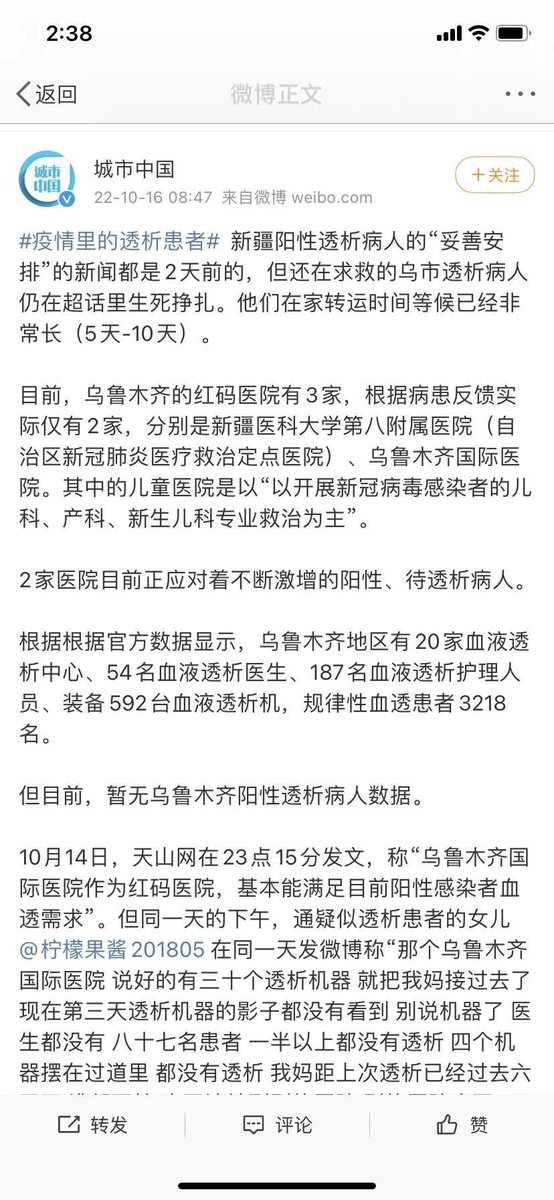 2:38
返回
微博正文
城市中国
城市中国
22-10-16 08:47 来自微博 weibo.com
+关注
#疫情里的透析患者# 新疆阳性透析病人的“妥善安
排”的新闻都是2天前的，但还在求救的乌市透析病人
仍在超话里生死挣扎。他们在家转运时间等候已经非
常长（5天-10天）。
目前，乌鲁木齐的红码医院有3家，根据病患反馈实
际仅有2家，分别是新疆医科大学第八附属医院（自
治区新冠肺炎医疗救治定点医院）、乌鲁木齐国际医
院。其中的儿童医院是以“以开展新冠病毒感染者的儿
科、产科、新生儿科专业救治为主”。
2家医院目前正应对着不断激增的阳性、待透析病人。
根据根据官方数据显示，乌鲁木齐地区有20家血液透
析中心、54名血液透析医生、187名血液透析护理人
员、装备592台血液透析机，规律性血透患者3218
名。
但目前，暂无乌鲁木齐阳性透析病人数据。
10月14日，天山网在23点15分发文，称“乌鲁木齐国
际医院作为红码医院，基本能满足目前阳性感染者血
透需求”。但同一天的下午，通疑似透析患者的女儿
@柠檬果酱201805 在同一天发微博称“那个乌鲁木齐
国际医院 说好的有三十个透析机器 就把我妈接过去了
现在第三天透析机器的影子都没有看到 别说机器了 医
生都没有 八十七名患者 一半以上都没有透析 四个机
器摆在过道里 都没有透析 我妈距上次透析已经过去六
转发
评论
赞